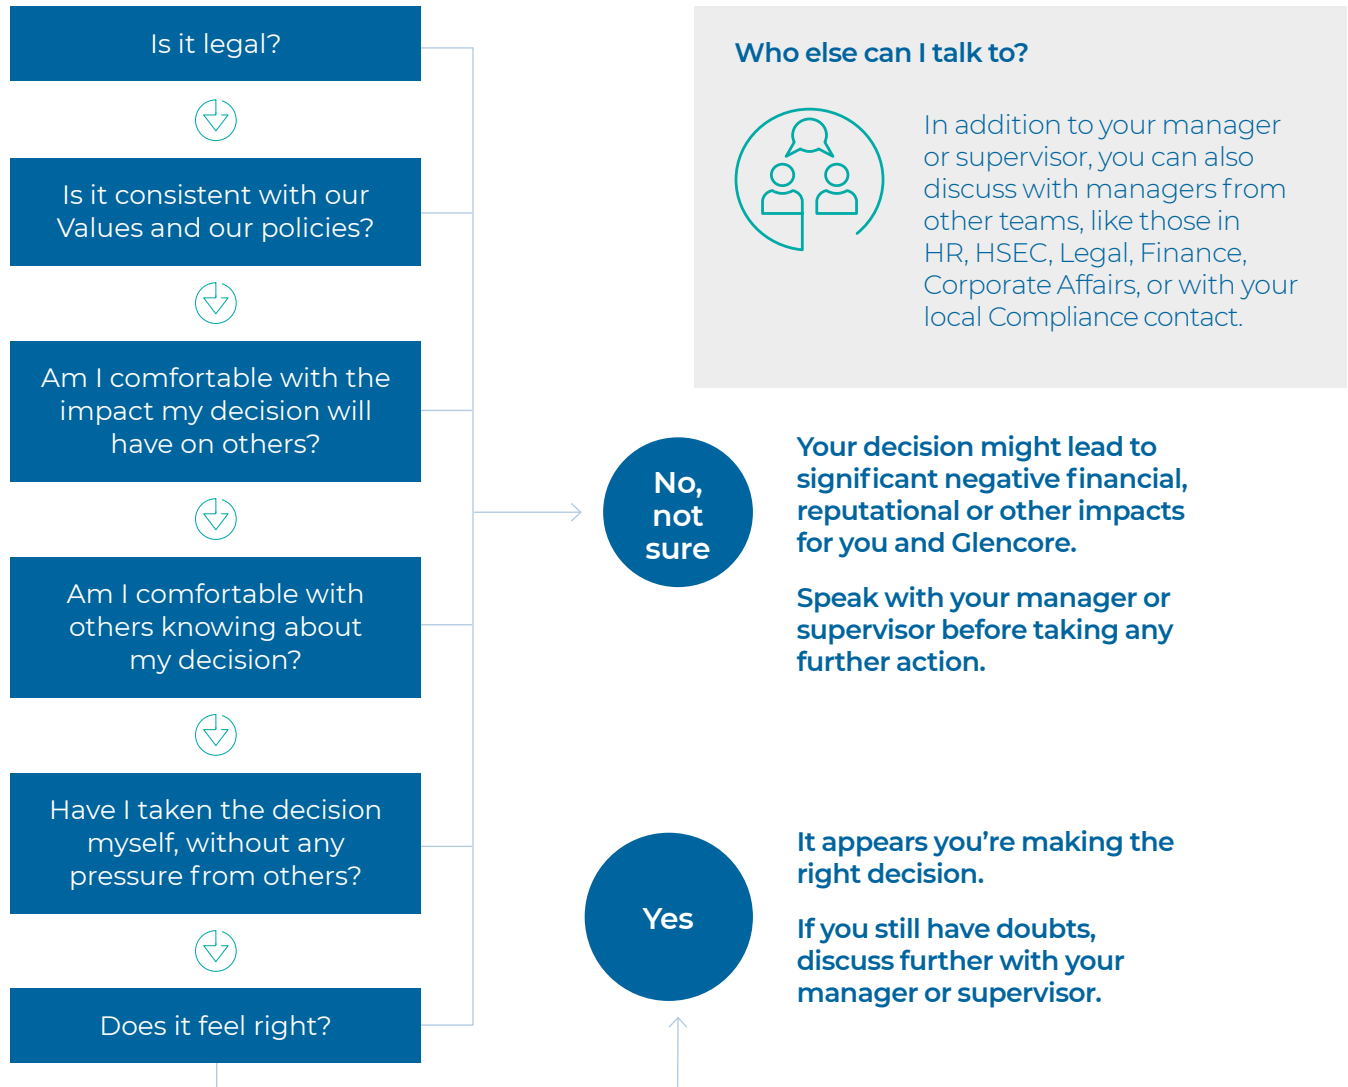 Is it legal?
Is it consistent with our
Values and our policies?
Am I comfortable with the
impact my decision will
have on others?
Am I comfortable with
others knowing about
my decision?
Have I taken the decision
myself, without any
pressure from others?
Does it feel right?
Who else can I talk to?
In addition to your manager
or supervisor, you can also
discuss with managers from
other teams, like those in
HR, HSEC, Legal, Finance,
Corporate Affairs, or with your
local Compliance contact.
No,
not
sure
Your decision might lead to
significant negative financial,
reputational or other impacts
for you and Glencore.
Speak with your manager or
supervisor before taking any
further action.
Yes
It appears you’re making the
right decision.
If you still have doubts,
discuss further with your
manager or supervisor.